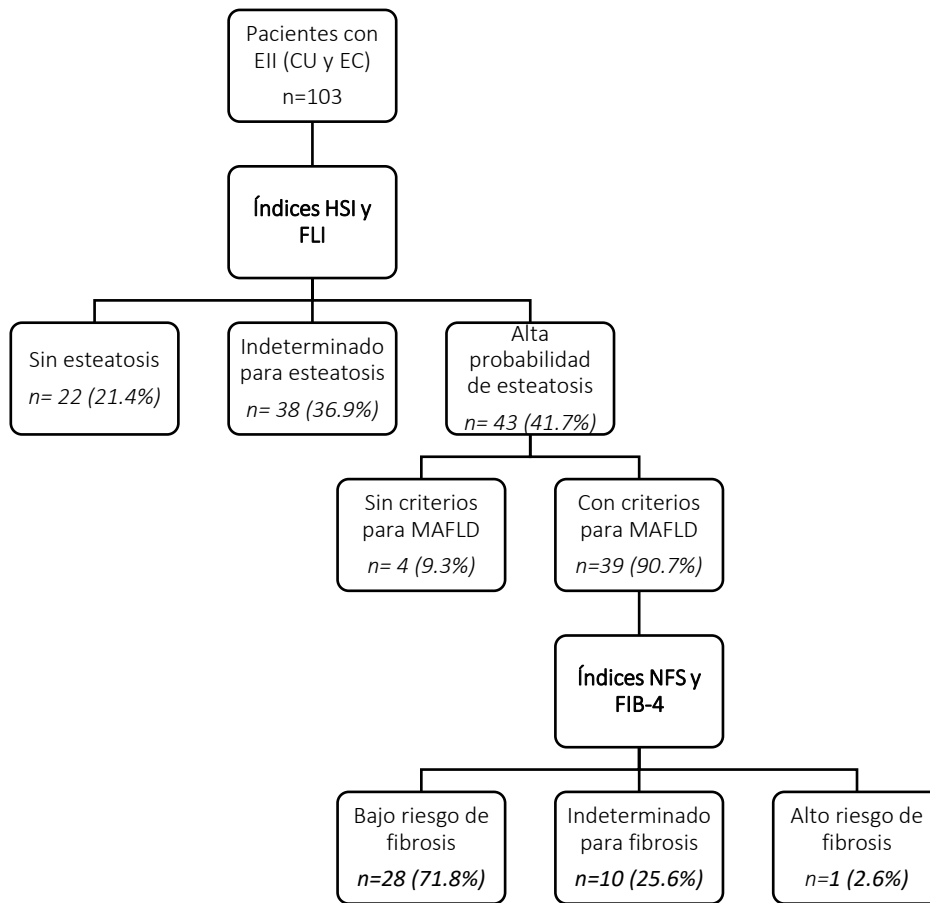 Pacientes con
EII (CU y EC)
n=103
Índices HSI y
FLI
Sin esteatosis
n= 22 (21.4%)
Indeterminado
para esteatosis
n= 38 (36.9%)
Alta
probabilidad
de esteatosis
n= 43 (41.7%)
Sin criterios
para MAFLD
n= 4 (9.3%)
Con criterios
para MAFLD
n=39 (90.7%)
Índices NFS y
FIB-4
Bajo riesgo de
fibrosis
n=28 (71.8%)
Indeterminado
para fibrosis
n=10 (25.6%)
Alto riesgo de
fibrosis
n=1 (2.6%)